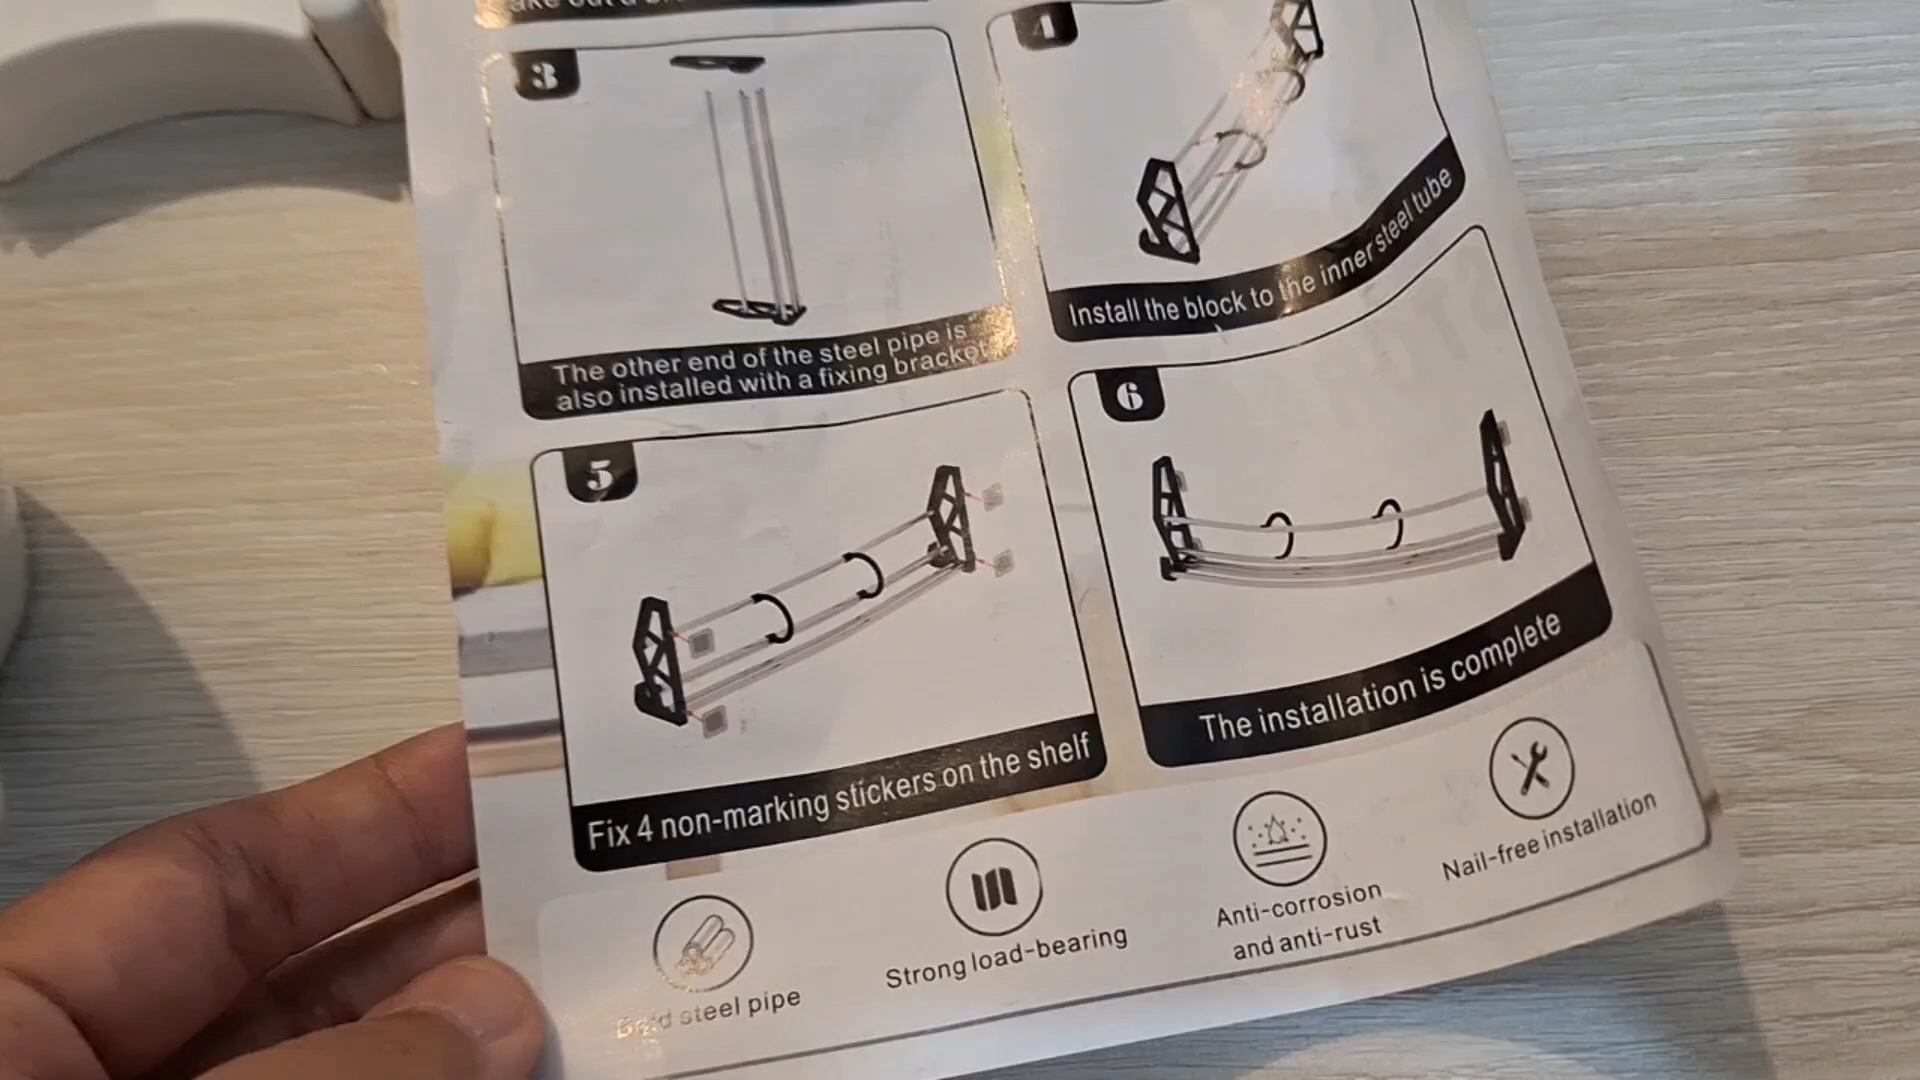 3
4
The other end of the steel pipe is
also installed with a fixing bracket
Install the block to the inner steel tube
5
6
Fix 4 non-marking stickers on the shelf
The installation is complete
steel pipe
Strong load-bearing
Anti-corrosion
and anti-rust
Nail-free installation